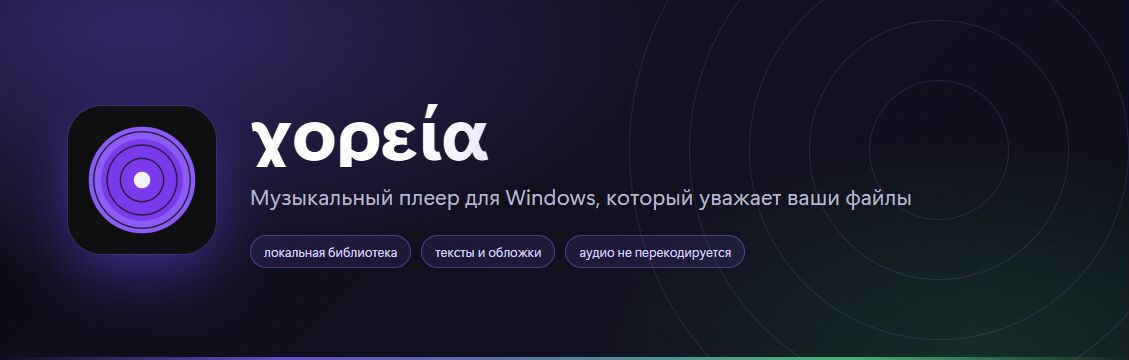 χορεία
Музыкальный плеер для Windows, который уважает ваши файлы
локальная библиотека
тексты и обложки
аудио не перекодируется